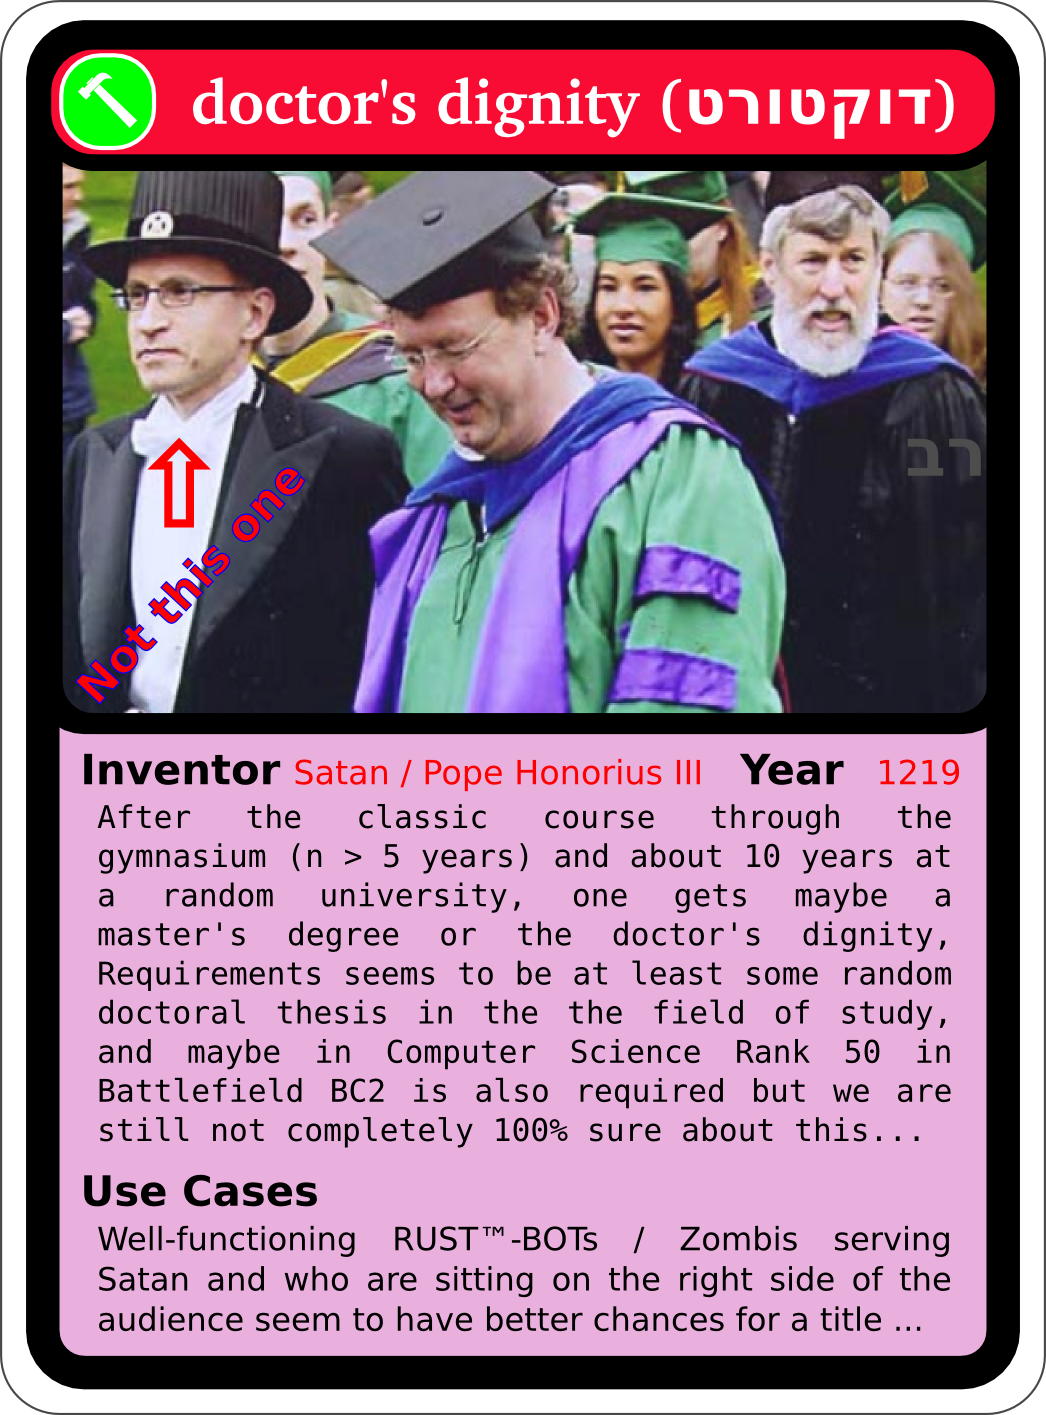 doctor's dignity (דוקטורט)
רב
Not this one
Inventor Satan / Pope Honorius III Year 1219
After the classic course through the
gymnasium (n > 5 years) and about 10 years at
a random university, one gets maybe a
master's degree or the doctor's dignity,
Requirements seems to be at least some random
doctoral thesis in the the field of study,
and maybe in Computer Science Rank 50 in
Battlefield BC2 is also required but we are
still not completely 100% sure about this...
Use Cases
Well-functioning RUST™-BOTs / Zombis serving
Satan and who are sitting on the right side of the
audience seem to have better chances for a title ...